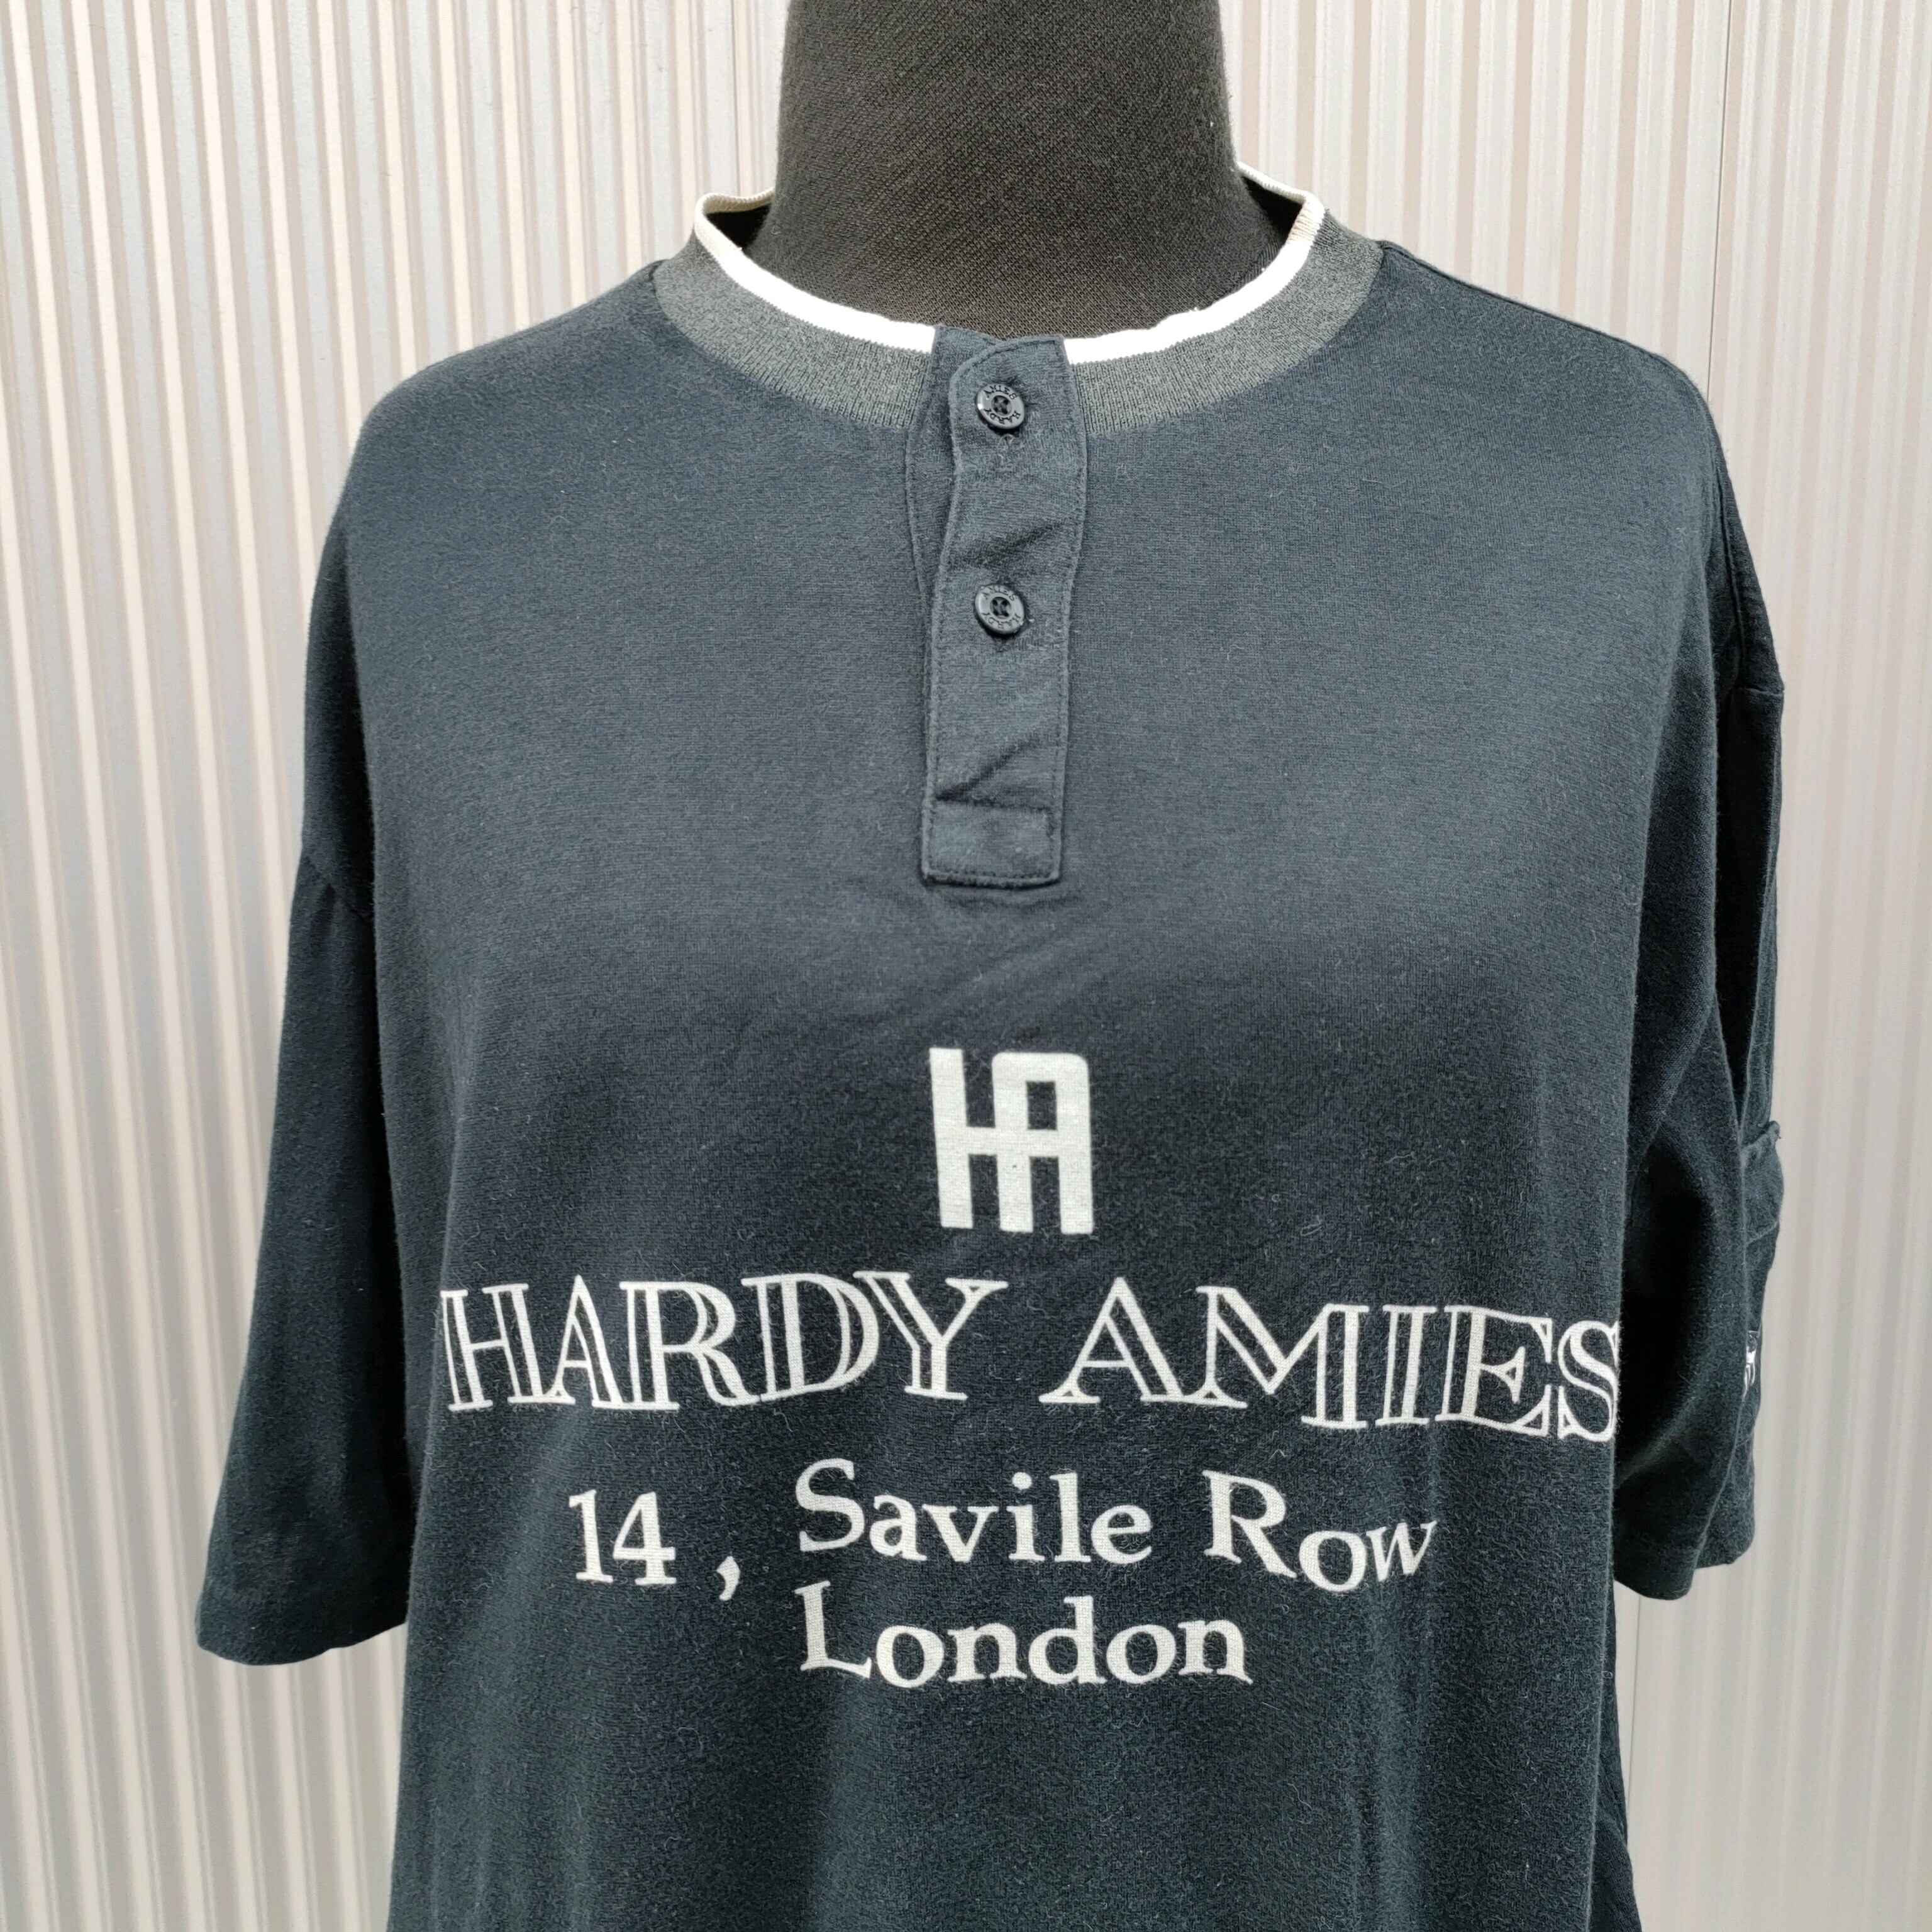 HA
HARDY AMIES
14, Savile Row
London